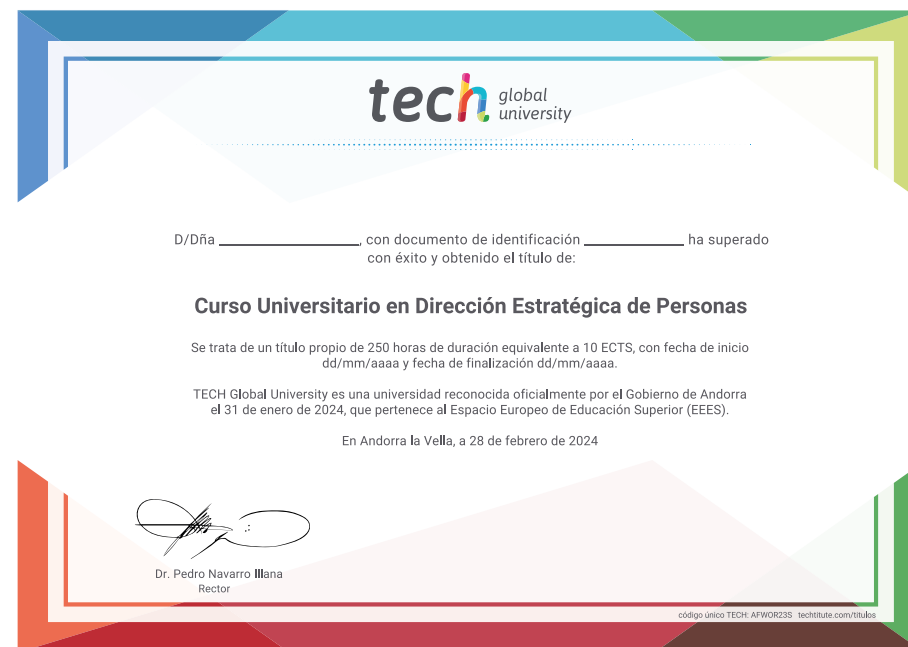 tech global university
D/Dña ________________, con documento de identificación ___________ ha superado
con éxito y obtenido el título de:
Curso Universitario en Dirección Estratégica de Personas
Se trata de un título propio de 250 horas de duración equivalente a 10 ECTS, con fecha de inicio
dd/mm/aaaa y fecha de finalización dd/mm/aaaa.
TECH Global University es una universidad reconocida oficialmente por el Gobierno de Andorra
el 31 de enero de 2024, que pertenece al Espacio Europeo de Educación Superior (EEES).
En Andorra la Vella, a 28 de febrero de 2024
Dr. Pedro Navarro Illana
Rector
código único TECH: AFWOR23S techtitute.com/titulos